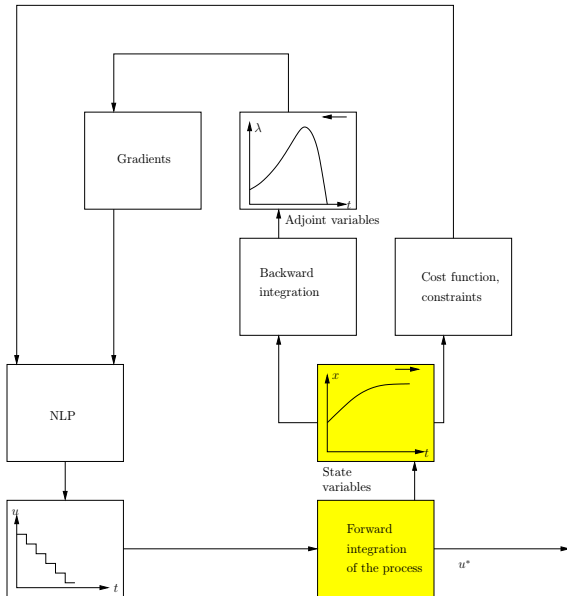 λ
t
Gradients
Adjoint variables
Backward
integration
Cost function,
constraints
x
t
NLP
State
variables
u
t
Forward
integration
of the process
u*